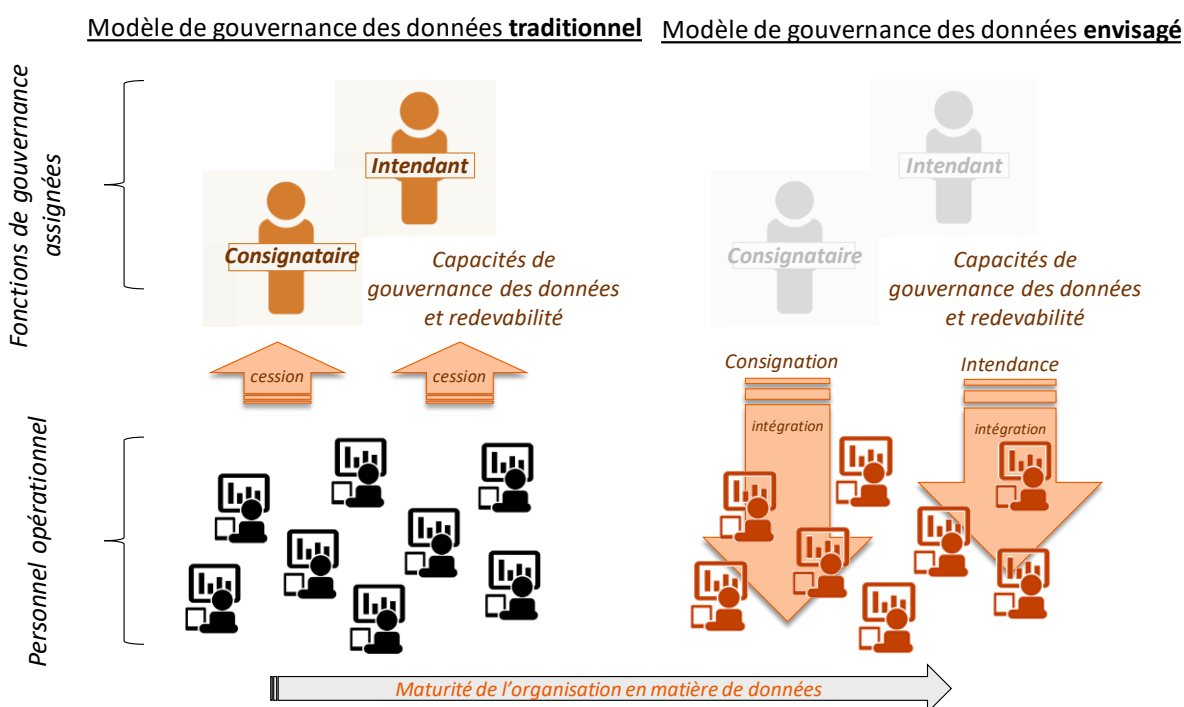 Modèle de gouvernance des données traditionnel
Modèle de gouvernance des données envisagé
Fonctions de gouvernance
assignées
Intendant
Consignataire
Capacités de
gouvernance des données
et redevabilité
cession
cession
Intendant
Consignataire
Capacités de
gouvernance des données
et redevabilité
Consignation
Intendance
intégration
intégration
Personnel opérationnel
Maturité de l'organisation en matière de données